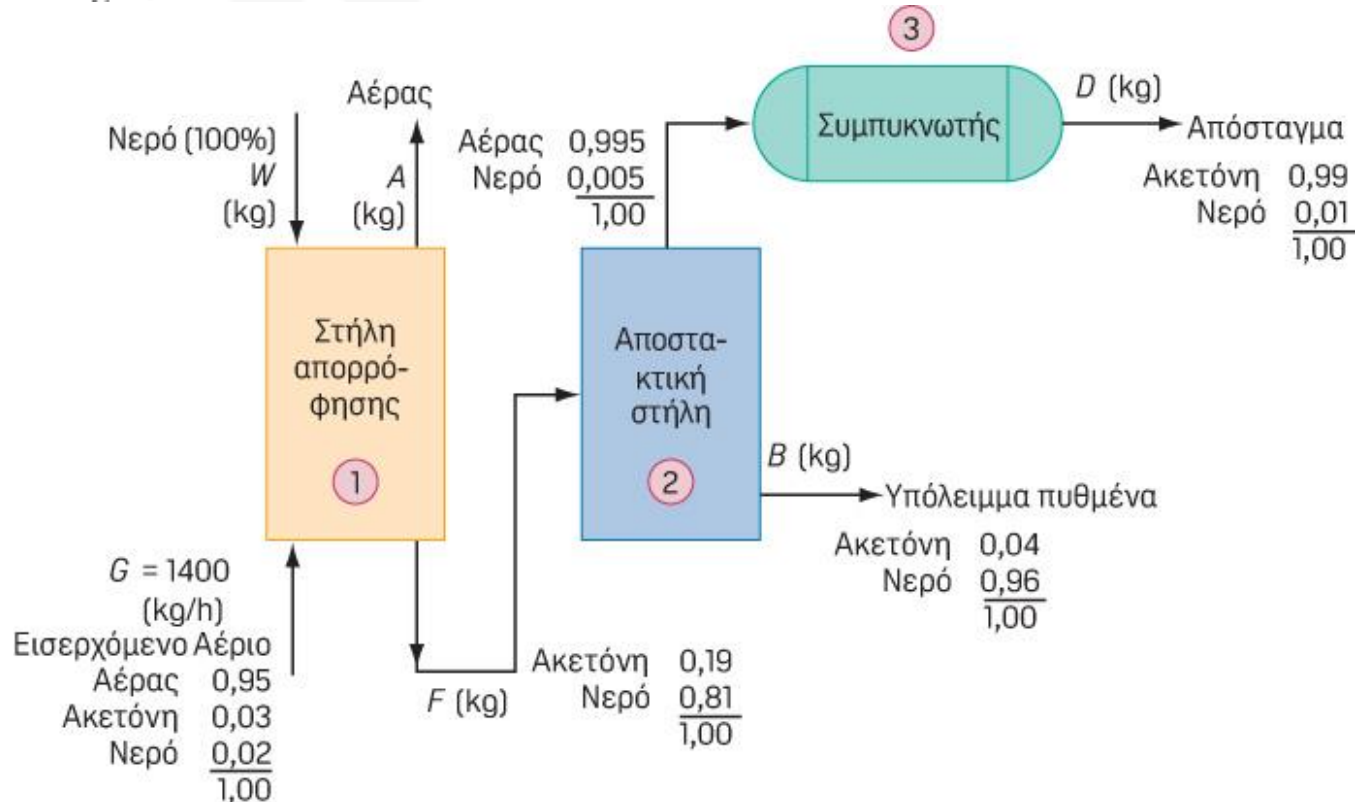 3
Συμπυκνωτής
D (kg)
Απόσταγμα
Ακετόνη 0,99
Νερό 0,01
1,00
Αέρας
Νερό (100%)
W
(kg)
A
(kg)
Αέρας 0,995
Νερό 0,005
1,00
Στήλη
απορρό-
φησης
1
Αποστα-
κτική
στήλη
2
B (kg)
Υπόλειμμα πυθμένα
Ακετόνη 0,04
Νερό 0,96
1,00
G = 1400
(kg/h)
Εισερχόμενο Αέριο
Αέρας 0,95
Ακετόνη 0,03
Νερό 0,02
1,00
F (kg)
Ακετόνη 0,19
Νερό 0,81
1,00